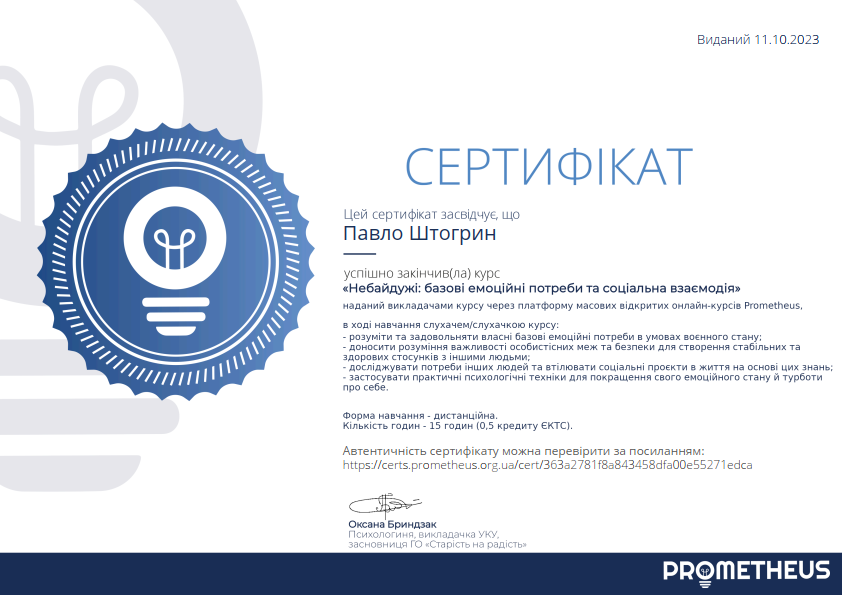 Виданий 11.10.2023
СЕРТИФІКАТ
Цей сертифікат засвідчує, що
Павло Штогрин
успішно закінчив(ла) курс
«Небайдужі: базові емоційні потреби та соціальна взаємодія»
наданий викладачами курсу через платформу масових відкритих онлайн-курсів Prometheus,
в ході навчання слухачем/слухачкою курсу:
- розуміти та задовольняти власні базові емоційні потреби в умовах воєнного стану;
- доносити розуміння важливості особистісних меж та безпеки для створення стабільних та
здорових стосунків з іншими людьми;
- досліджувати потреби інших людей та втілювати соціальні проєкти в життя на основі цих знань;
- застосувати практичні психологічні техніки для покращення свого емоційного стану й турботи
про себе.
Форма навчання - дистанційна.
Кількість годин - 15 годин (0,5 кредиту ЄКТС).
Автентичність сертифікату можна перевірити за посиланням:
https://certs.prometheus.org.ua/cert/363a2781f8a843458dfa00e55271edca
Оксана Бриндзак
Психологиня, викладачка УКУ,
засновниця ГО «Старість на радість»
PROMETHEUS